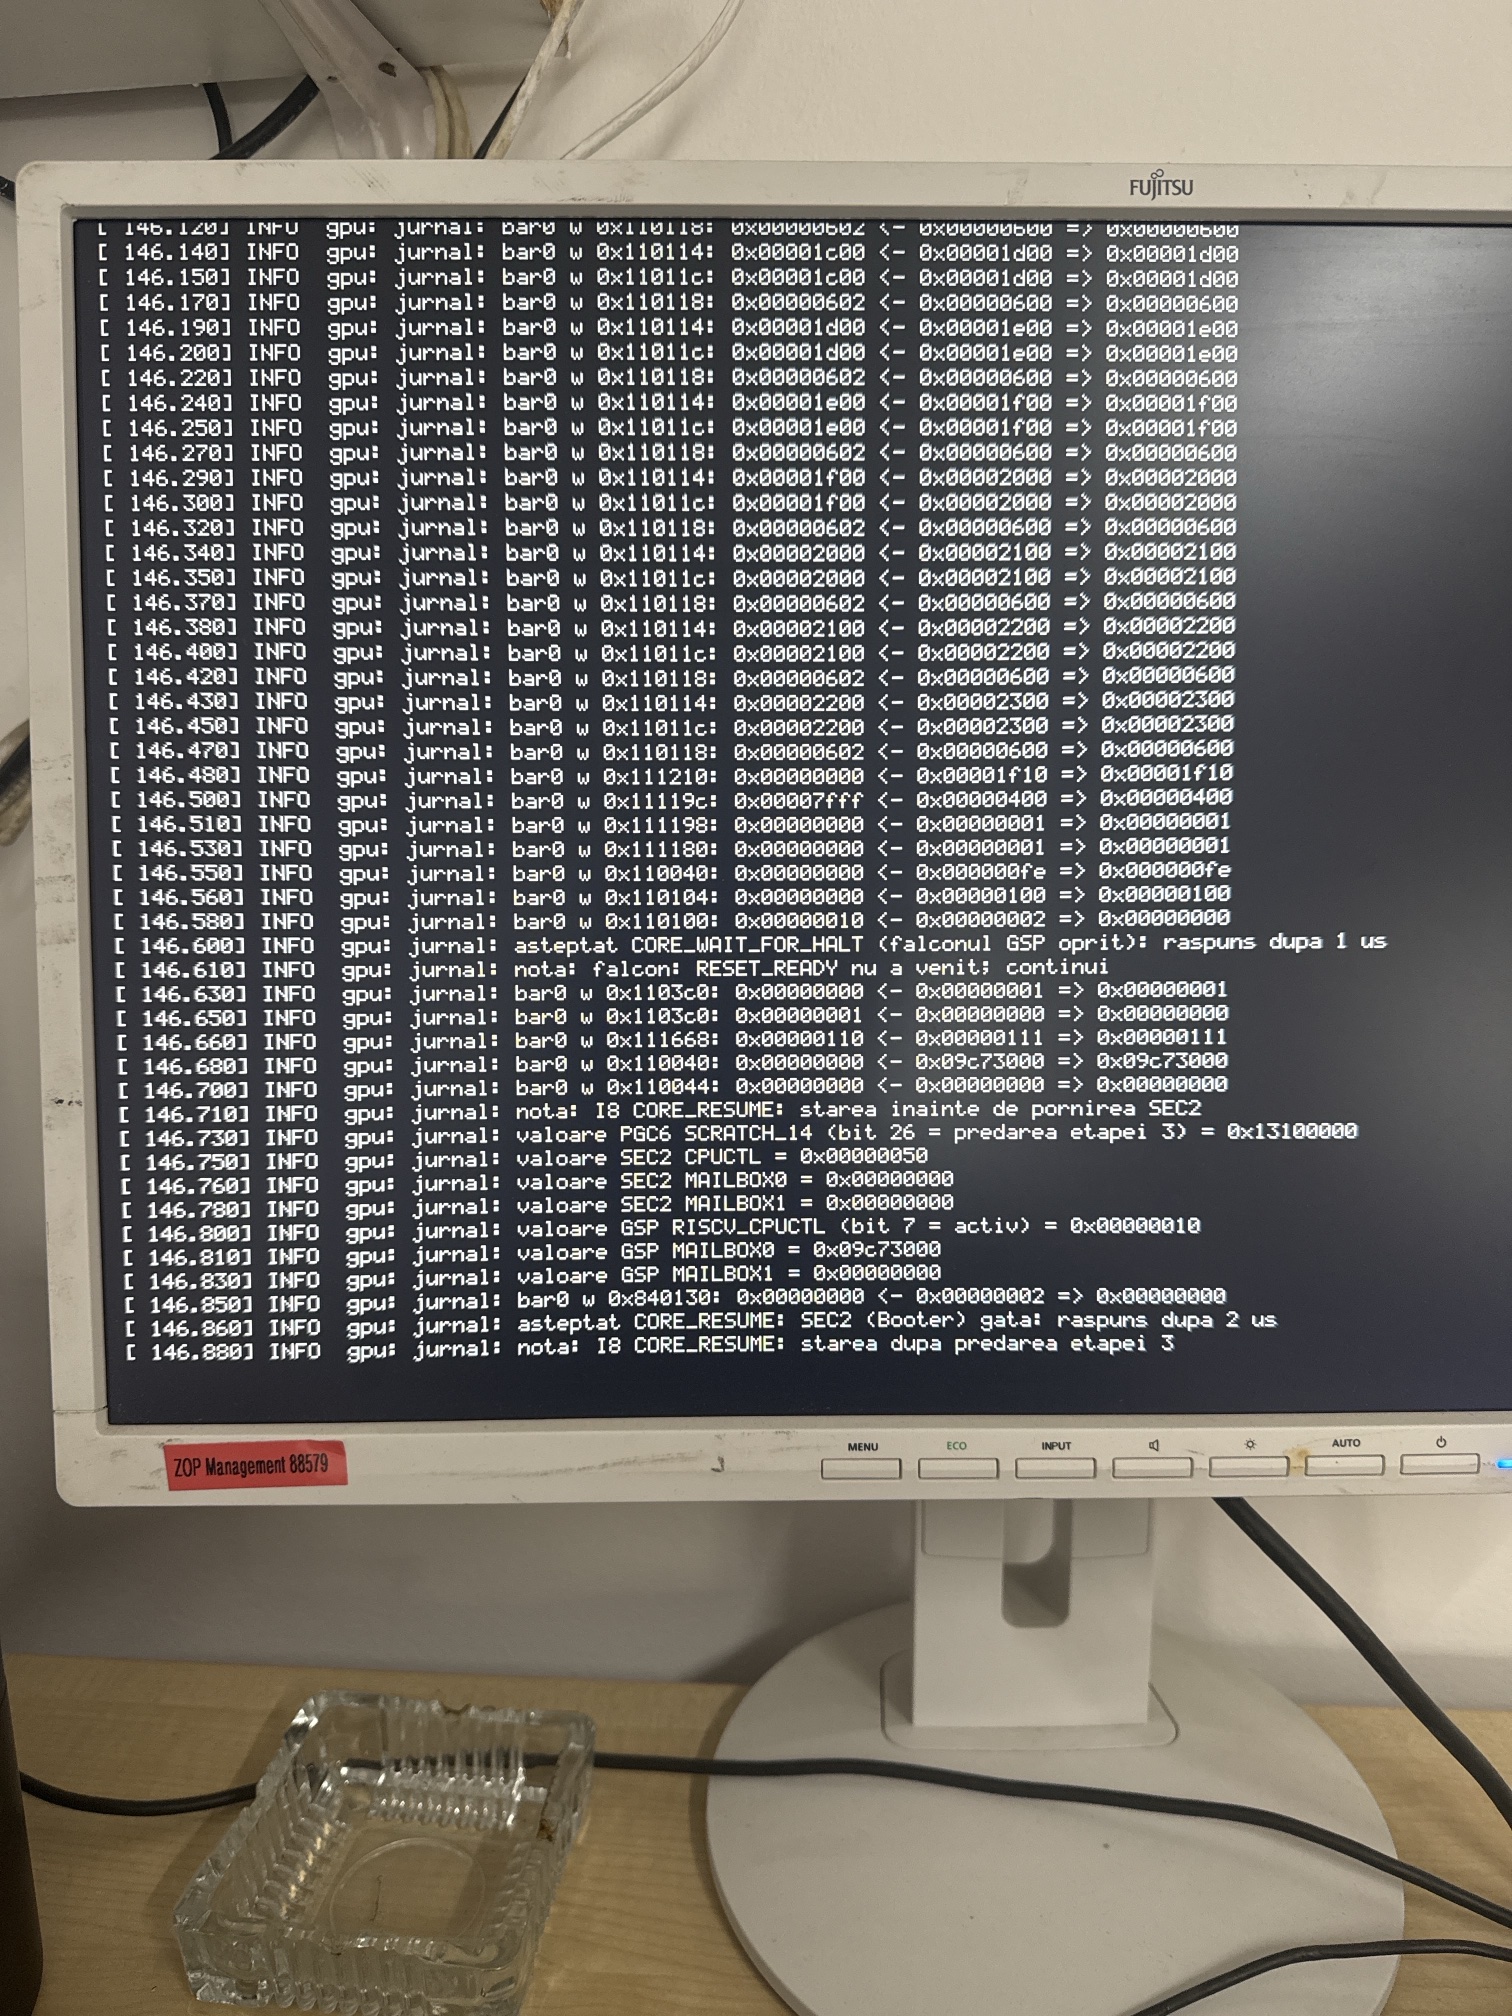 FUJITSU
[ 146.120] INFO gpu: jurnal: bar0 w 0x110118: 0x00000602 <- 0x00000600 => 0x00000600
[ 146.140] INFO gpu: jurnal: bar0 w 0x110114: 0x00001c00 <- 0x00001d00 => 0x00001d00
[ 146.150] INFO gpu: jurnal: bar0 w 0x11011c: 0x00001c00 <- 0x00001d00 => 0x00001d00
[ 146.170] INFO gpu: jurnal: bar0 w 0x110118: 0x00000602 <- 0x00000600 => 0x00000600
[ 146.190] INFO gpu: jurnal: bar0 w 0x110114: 0x00001d00 <- 0x00001e00 => 0x00001e00
[ 146.200] INFO gpu: jurnal: bar0 w 0x11011c: 0x00001d00 <- 0x00001e00 => 0x00001e00
[ 146.220] INFO gpu: jurnal: bar0 w 0x110118: 0x00000602 <- 0x00000600 => 0x00000600
[ 146.240] INFO gpu: jurnal: bar0 w 0x110114: 0x00001e00 <- 0x00001f00 => 0x00001f00
[ 146.250] INFO gpu: jurnal: bar0 w 0x11011c: 0x00001e00 <- 0x00001f00 => 0x00001f00
[ 146.270] INFO gpu: jurnal: bar0 w 0x110118: 0x00000602 <- 0x00000600 => 0x00000600
[ 146.290] INFO gpu: jurnal: bar0 w 0x110114: 0x00001f00 <- 0x00002000 => 0x00002000
[ 146.300] INFO gpu: jurnal: bar0 w 0x11011c: 0x00001f00 <- 0x00002000 => 0x00002000
[ 146.320] INFO gpu: jurnal: bar0 w 0x110118: 0x00000602 <- 0x00000600 => 0x00000600
[ 146.340] INFO gpu: jurnal: bar0 w 0x110114: 0x00002000 <- 0x00002100 => 0x00002100
[ 146.350] INFO gpu: jurnal: bar0 w 0x11011c: 0x00002000 <- 0x00002100 => 0x00002100
[ 146.370] INFO gpu: jurnal: bar0 w 0x110118: 0x00000602 <- 0x00000600 => 0x00000600
[ 146.380] INFO gpu: jurnal: bar0 w 0x110114: 0x00002100 <- 0x00002200 => 0x00002200
[ 146.400] INFO gpu: jurnal: bar0 w 0x11011c: 0x00002100 <- 0x00002200 => 0x00002200
[ 146.420] INFO gpu: jurnal: bar0 w 0x110118: 0x00000602 <- 0x00000600 => 0x00000600
[ 146.430] INFO gpu: jurnal: bar0 w 0x110114: 0x00002200 <- 0x00002300 => 0x00002300
[ 146.450] INFO gpu: jurnal: bar0 w 0x11011c: 0x00002200 <- 0x00002300 => 0x00002300
[ 146.470] INFO gpu: jurnal: bar0 w 0x110118: 0x00000602 <- 0x00000600 => 0x00000600
[ 146.480] INFO gpu: jurnal: bar0 w 0x111210: 0x00000000 <- 0x00001f10 => 0x00001f10
[ 146.500] INFO gpu: jurnal: bar0 w 0x11119c: 0x00007fff <- 0x00000400 => 0x00000400
[ 146.510] INFO gpu: jurnal: bar0 w 0x111198: 0x00000000 <- 0x00000001 => 0x00000001
[ 146.530] INFO gpu: jurnal: bar0 w 0x111180: 0x00000000 <- 0x00000001 => 0x00000001
[ 146.550] INFO gpu: jurnal: bar0 w 0x110040: 0x00000000 <- 0x000000fe => 0x000000fe
[ 146.560] INFO gpu: jurnal: bar0 w 0x110104: 0x00000000 <- 0x00000100 => 0x00000100
[ 146.580] INFO gpu: jurnal: bar0 w 0x110100: 0x00000010 <- 0x00000002 => 0x00000000
[ 146.600] INFO gpu: jurnal: asteptat CORE_WAIT_FOR_HALT (falconul GSP oprit): raspuns dupa 1 us
[ 146.610] INFO gpu: jurnal: nota: falcon: RESET_READY nu a venit; continui
[ 146.630] INFO gpu: jurnal: bar0 w 0x1103c0: 0x00000000 <- 0x00000001 => 0x00000001
[ 146.650] INFO gpu: jurnal: bar0 w 0x1103c0: 0x00000001 <- 0x00000000 => 0x00000000
[ 146.660] INFO gpu: jurnal: bar0 w 0x111668: 0x00000110 <- 0x00000111 => 0x00000111
[ 146.680] INFO gpu: jurnal: bar0 w 0x110040: 0x00000000 <- 0x09c73000 => 0x09c73000
[ 146.700] INFO gpu: jurnal: bar0 w 0x110044: 0x00000000 <- 0x00000000 => 0x00000000
[ 146.710] INFO gpu: jurnal: nota: I8 CORE_RESUME: starea inainte de pornirea SEC2
[ 146.730] INFO gpu: jurnal: valoare PGC6 SCRATCH_14 (bit 26 = predarea etapei 3) = 0x13100000
[ 146.750] INFO gpu: jurnal: valoare SEC2 CPUCTL = 0x00000050
[ 146.760] INFO gpu: jurnal: valoare SEC2 MAILBOX0 = 0x00000000
[ 146.780] INFO gpu: jurnal: valoare SEC2 MAILBOX1 = 0x00000000
[ 146.800] INFO gpu: jurnal: valoare GSP RISCV_CPUCTL (bit 7 = activ) = 0x00000010
[ 146.810] INFO gpu: jurnal: valoare GSP MAILBOX0 = 0x09c73000
[ 146.830] INFO gpu: jurnal: valoare GSP MAILBOX1 = 0x00000000
[ 146.850] INFO gpu: jurnal: bar0 w 0x840130: 0x00000000 <- 0x00000002 => 0x00000000
[ 146.860] INFO gpu: jurnal: asteptat CORE_RESUME: SEC2 (Booter) gata: raspuns dupa 2 us
[ 146.880] INFO gpu: jurnal: nota: I8 CORE_RESUME: starea dupa predarea etapei 3
MENU ECO INPUT AUTO
ZOP Management 88579